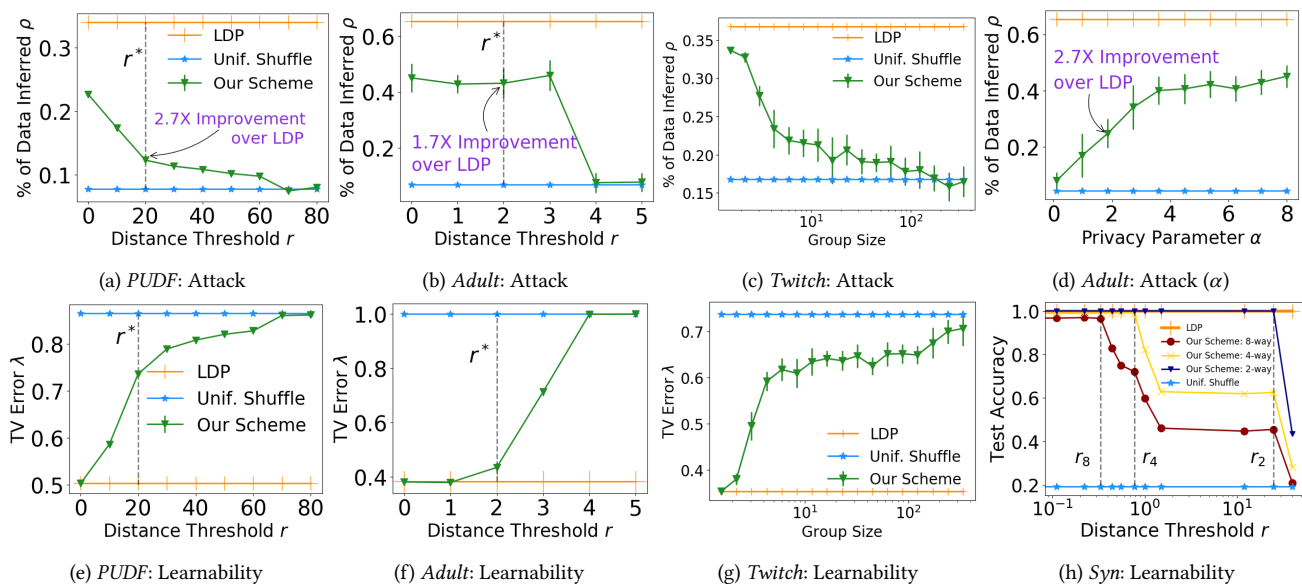 % of Data Inferred ρ
0.3
0.2
0.1
r*
LDP
Unif. Shuffle
Our Scheme
2.7X Improvement
over LDP
0 20 40 60 80
Distance Threshold r
(a) PUDF: Attack
% of Data Inferred ρ
0.6
0.4
0.2
r*
1.7X Improvement
over LDP
0 1 2 3 4 5
Distance Threshold r
(b) Adult: Attack
% of Data Inferred ρ
0.35
0.30
0.25
0.20
0.15
LDP
Unif. Shuffle
Our Scheme
10¹ 10²
Group Size
(c) Twitch: Attack
% of Data Inferred ρ
0.6
0.4
0.2
2.7X Improvement
over LDP
0 2 4 6 8
Privacy Parameter α
(d) Adult: Attack (α)
TV Error λ
0.8
0.7
0.6
0.5
r*
LDP
Unif. Shuffle
Our Scheme
0 20 40 60 80
Distance Threshold r
(e) PUDF: Learnability
TV Error λ
1.0
0.8
0.6
0.4
r*
0 1 2 3 4 5
Distance Threshold r
(f) Adult: Learnability
TV Error λ
0.7
0.6
0.5
0.4
LDP
Unif. Shuffle
Our Scheme
10¹ 10²
Group Size
(g) Twitch: Learnability
Test Accuracy
1.0
0.8
0.6
0.4
0.2
LDP
Our Scheme: 8-way
Our Scheme: 4-way
Our Scheme: 2-way
Unif. Shuffle
r₈ r₄ r₂
10⁻¹ 10⁰ 10¹
Distance Threshold r
(h) Syn: Learnability